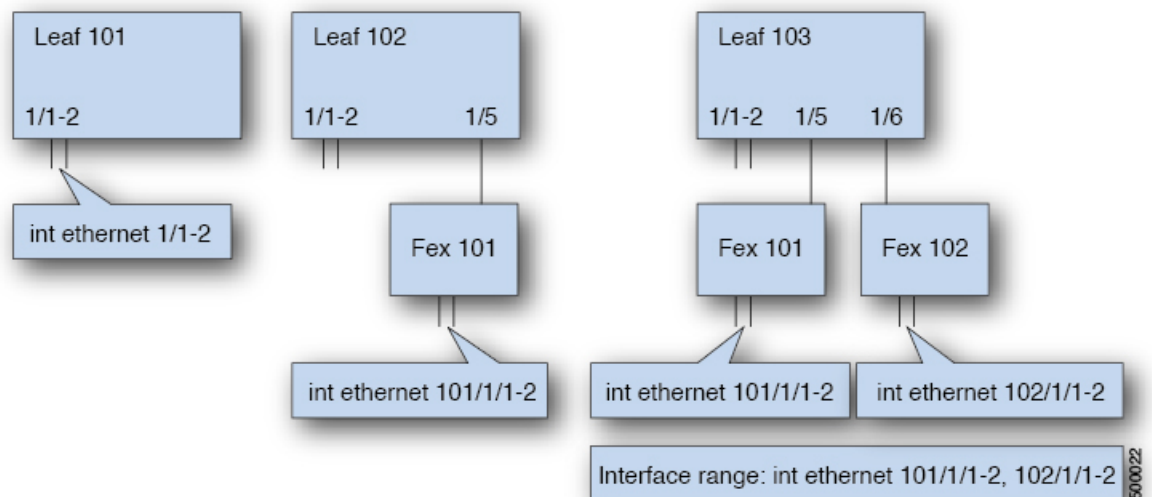 Leaf 101
1/1-2
int ethernet 1/1-2
Leaf 102
1/1-2 1/5
Fex 101
int ethernet 101/1/1-2
Leaf 103
1/1-2 1/5 1/6
Fex 101 Fex 102
int ethernet 101/1/1-2 int ethernet 102/1/1-2
Interface range: int ethernet 101/1/1-2, 102/1/1-2